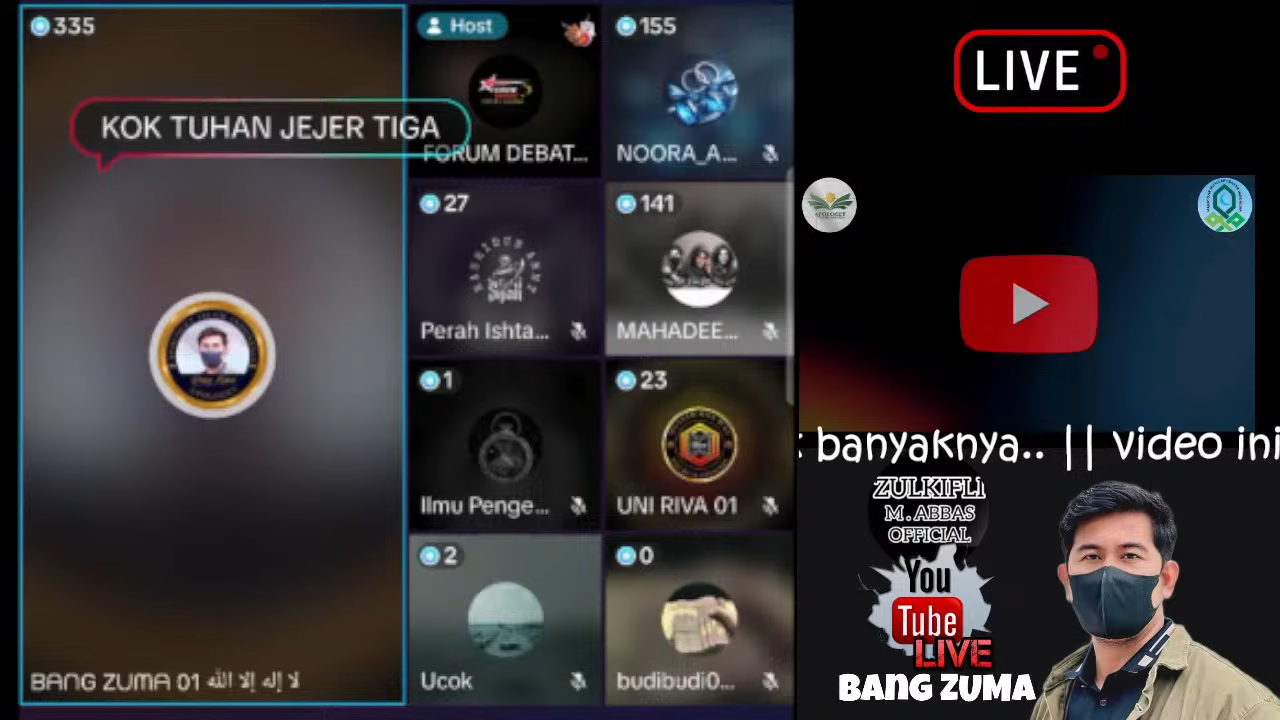 335
KOK TUHAN JEJER TIGA
BANG ZUMA 01 لا إله إلا الله
Host
FORUM DEBAT...
155
NOORA_A...
27
Perah Ishta...
141
MAHADEE...
1
Ilmu Penge...
23
UNI RIVA 01
2
Ucok
0
budibudi0...
LIVE
banyaknya.. || video ini
ZULKIFLI
M. ABBAS
OFFICIAL
You
Tube
LIVE
BANG ZUMA